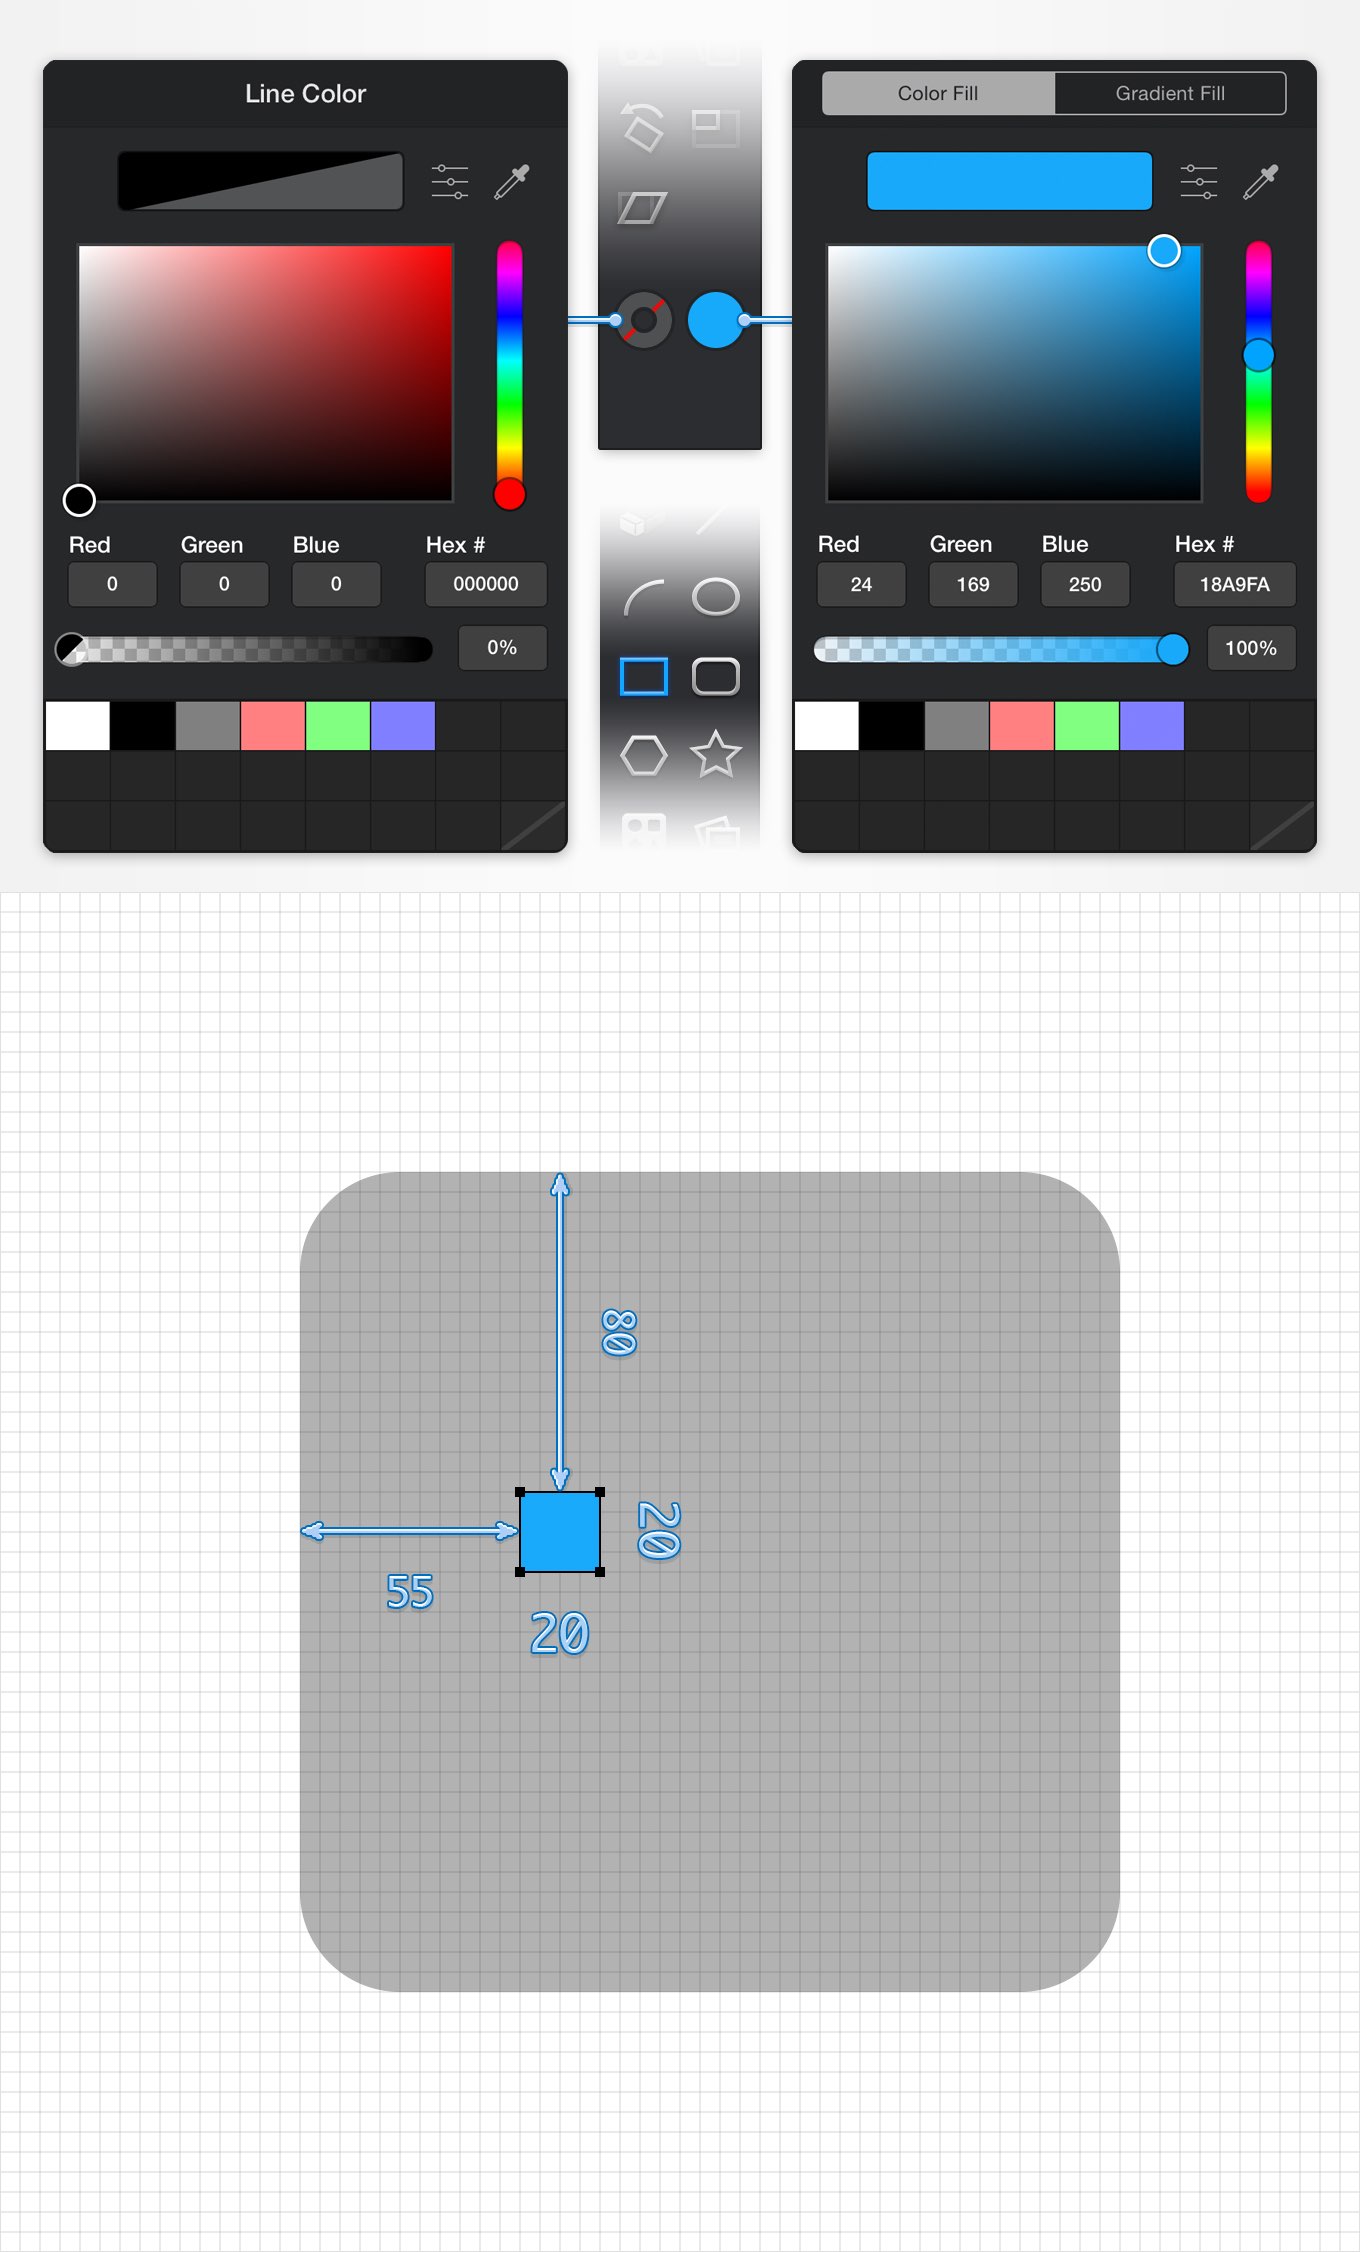 Line Color
Red Green Blue Hex #
0 0 0 000000
0%
Color Fill Gradient Fill
Red Green Blue Hex #
24 169 250 18A9FA
100%
80
20
55
20